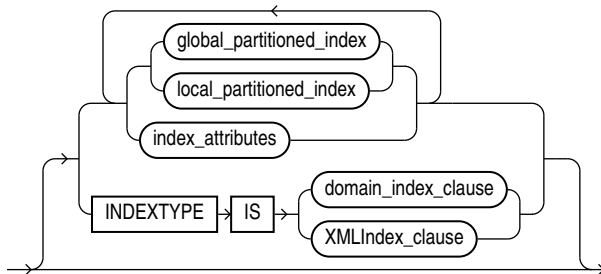 global_partitioned_index
local_partitioned_index
index_attributes
domain_index_clause
INDEXTYPE IS
XMLIndex_clause